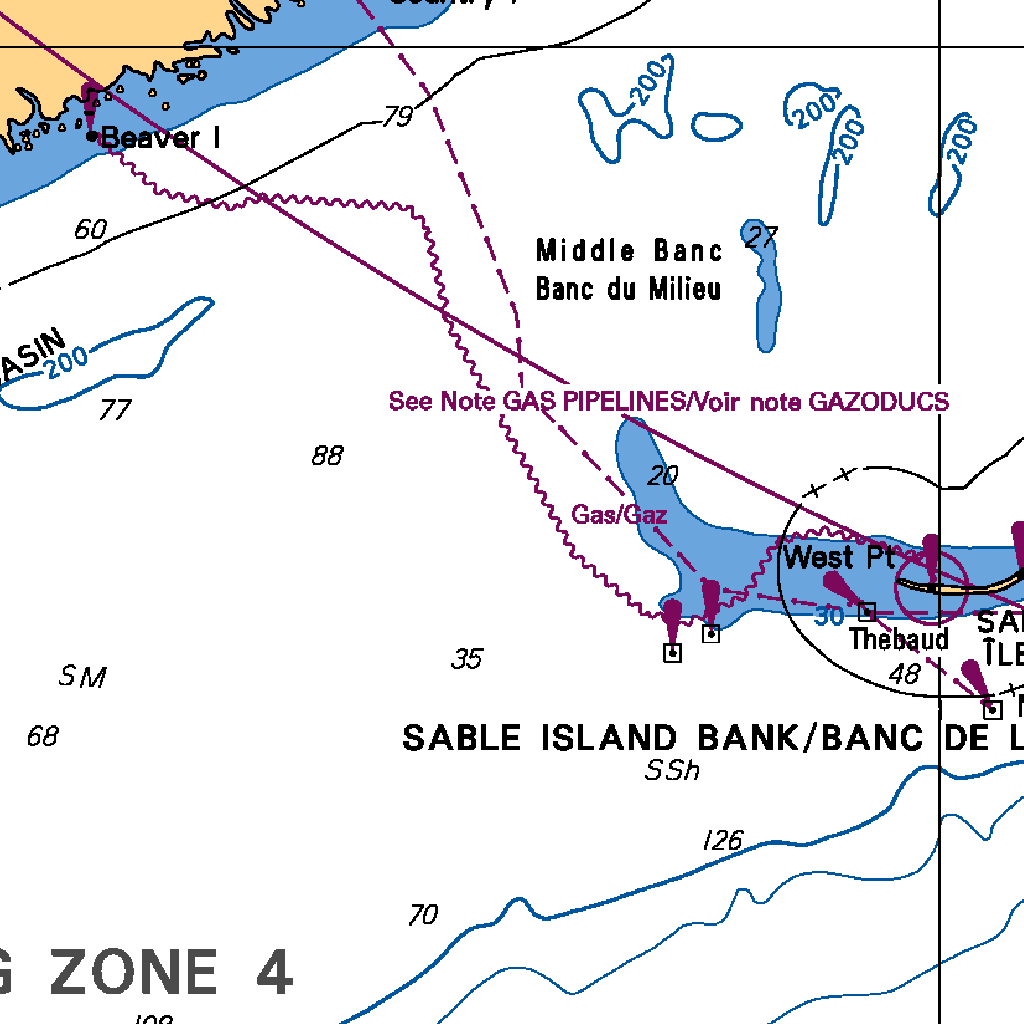 200
200
200
200
79
Beaver I
60
27
Middle Banc
Banc du Milieu
ASIN
200
77
See Note GAS PIPELINES/Voir note GAZODUCS
88
20
Gas/Gaz
West Pt
30
Thebaud
SA
ÎLE
35
48
SM
68
SABLE ISLAND BANK/BANC DE L
SSh
126
70
G ZONE 4